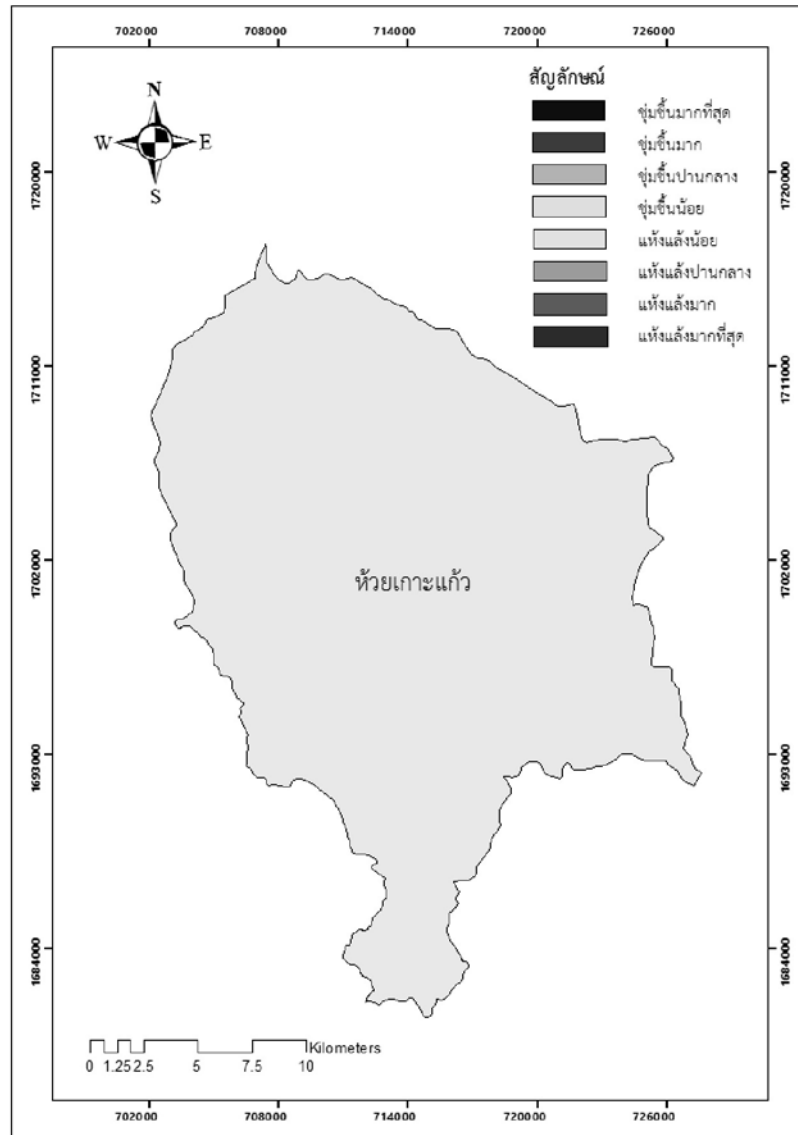 702000 708000 714000 720000 726000
N
W E
S
สัญลักษณ์
ชุ่มชื้นมากที่สุด
ชุ่มชื้นมาก
ชุ่มชื้นปานกลาง
ชุ่มชื้นน้อย
แห้งแล้งน้อย
แห้งแล้งปานกลาง
แห้งแล้งมาก
แห้งแล้งมากที่สุด
1720000 1720000
1711000 1711000
1702000 1702000
ห้วยเกาะแก้ว
1693000 1693000
1684000 1684000
Kilometers
0 1.25 2.5 5 7.5 10
702000 708000 714000 720000 726000